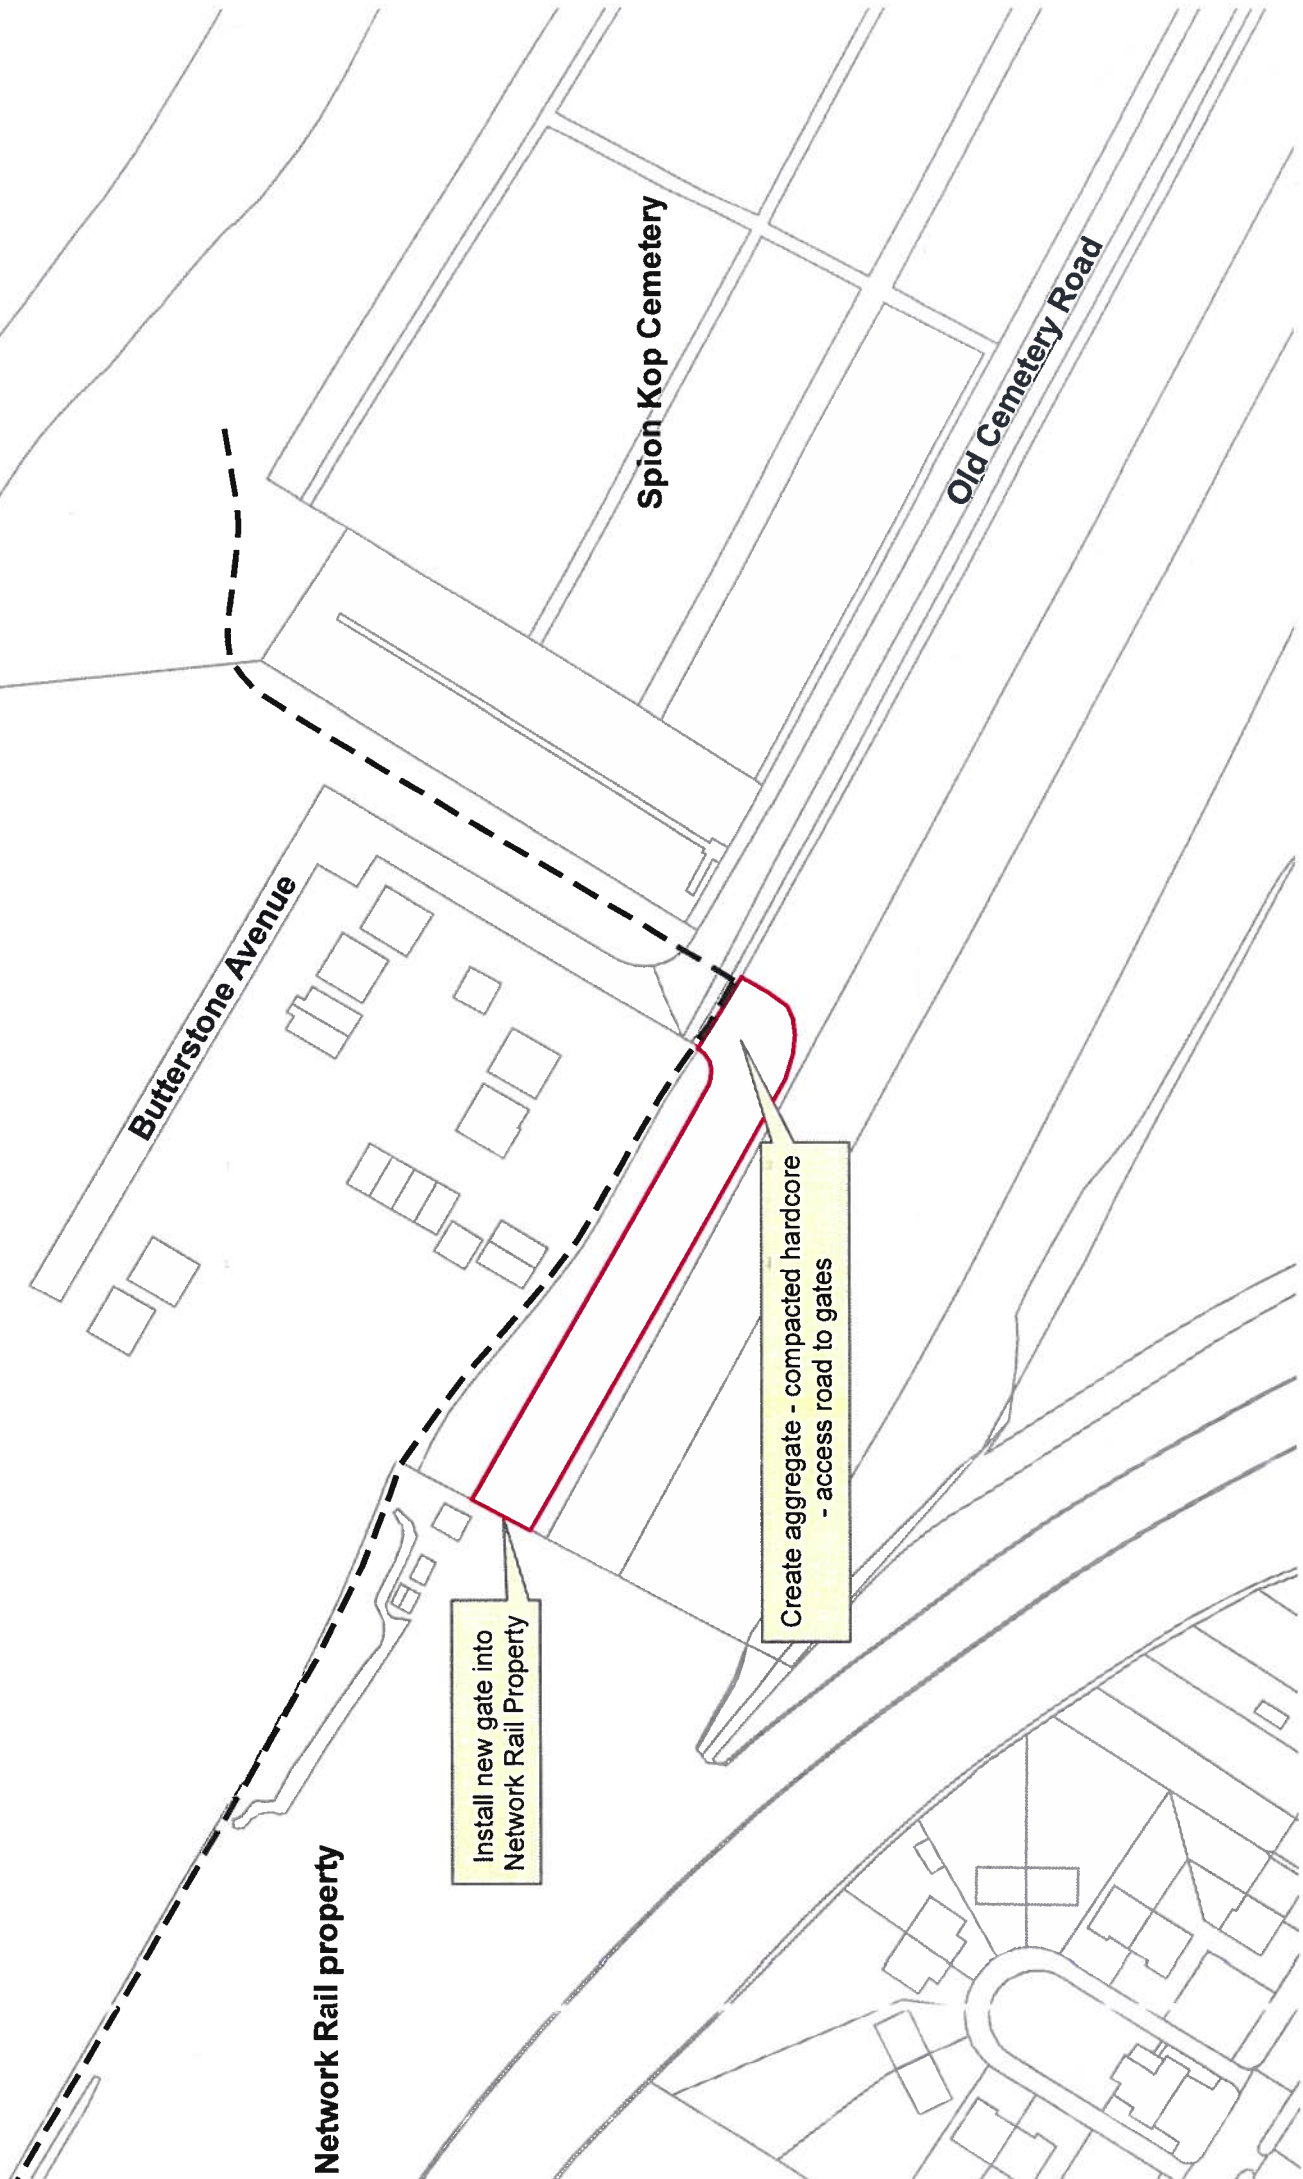 Network Rail property
Install new gate into
Network Rail Property
Butterstone Avenue
Create aggregate - compacted hardcore
- access road to gates
Spion Kop Cemetery
Old Cemetery Road